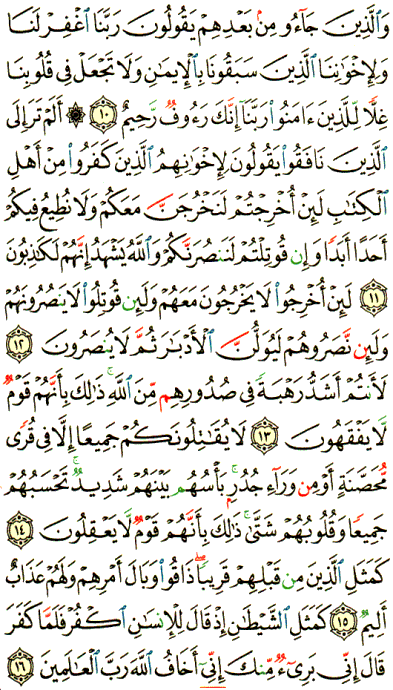 وَالَّذِينَ جَاءُو مِنۢ بَعْدِهِمْ يَقُولُونَ رَبَّنَا ٱغْفِرْ لَنَا
وَلِإِخْوَٰنِنَا ٱلَّذِينَ سَبَقُونَا بِٱلْإِيمَٰنِ وَلَا تَجْعَلْ فِى قُلُوبِنَا
غِلًّا لِّلَّذِينَ ءَامَنُوا۟ رَبَّنَآ إِنَّكَ رَءُوفٌ رَّحِيمٌ ١٠ ۞ أَلَمْ تَرَ إِلَى
ٱلَّذِينَ نَافَقُوا۟ يَقُولُونَ لِإِخْوَٰنِهِمُ ٱلَّذِينَ كَفَرُوا۟ مِنْ أَهْلِ
ٱلْكِتَٰبِ لَئِنْ أُخْرِجْتُمْ لَنَخْرُجَنَّ مَعَكُمْ وَلَا نُطِيعُ فِيكُمْ
أَحَدًا أَبَدًا وَإِن قُوتِلْتُمْ لَنَنصُرَنَّكُمْ وَٱللَّهُ يَشْهَدُ إِنَّهُمْ لَكَٰذِبُونَ
١١ لَئِنْ أُخْرِجُوا۟ لَا يَخْرُجُونَ مَعَهُمْ وَلَئِن قُوتِلُوا۟ لَا يَنصُرُونَهُمْ
وَلَئِن نَّصَرُوهُمْ لَيُوَلُّنَّ ٱلْأَدْبَٰرَ ثُمَّ لَا يُنصَرُونَ ١٢
لَأَنتُمْ أَشَدُّ رَهْبَةً فِى صُدُورِهِم مِّنَ ٱللَّهِ ۚ ذَٰلِكَ بِأَنَّهُمْ قَوْمٌ
لَّا يَفْقَهُونَ ١٣ لَا يُقَٰتِلُونَكُمْ جَمِيعًا إِلَّا فِى قُرًى
مُّحَصَّنَةٍ أَوْ مِن وَرَآءِ جُدُرٍۭ ۚ بَأْسُهُم بَيْنَهُمْ شَدِيدٌ ۚ تَحْسَبُهُمْ
جَمِيعًا وَقُلُوبُهُمْ شَتَّىٰ ۚ ذَٰلِكَ بِأَنَّهُمْ قَوْمٌ لَّا يَعْقِلُونَ ١٤
كَمَثَلِ ٱلَّذِينَ مِن قَبْلِهِمْ قَرِيبًا ۖ ذَاقُوا۟ وَبَالَ أَمْرِهِمْ وَلَهُمْ عَذَابٌ
أَلِيمٌ ١٥ كَمَثَلِ ٱلشَّيْطَٰنِ إِذْ قَالَ لِلْإِنسَٰنِ ٱكْفُرْ فَلَمَّا كَفَرَ
قَالَ إِنِّى بَرِىٓءٌ مِّنكَ إِنِّىٓ أَخَافُ ٱللَّهَ رَبَّ ٱلْعَٰلَمِينَ ١٦